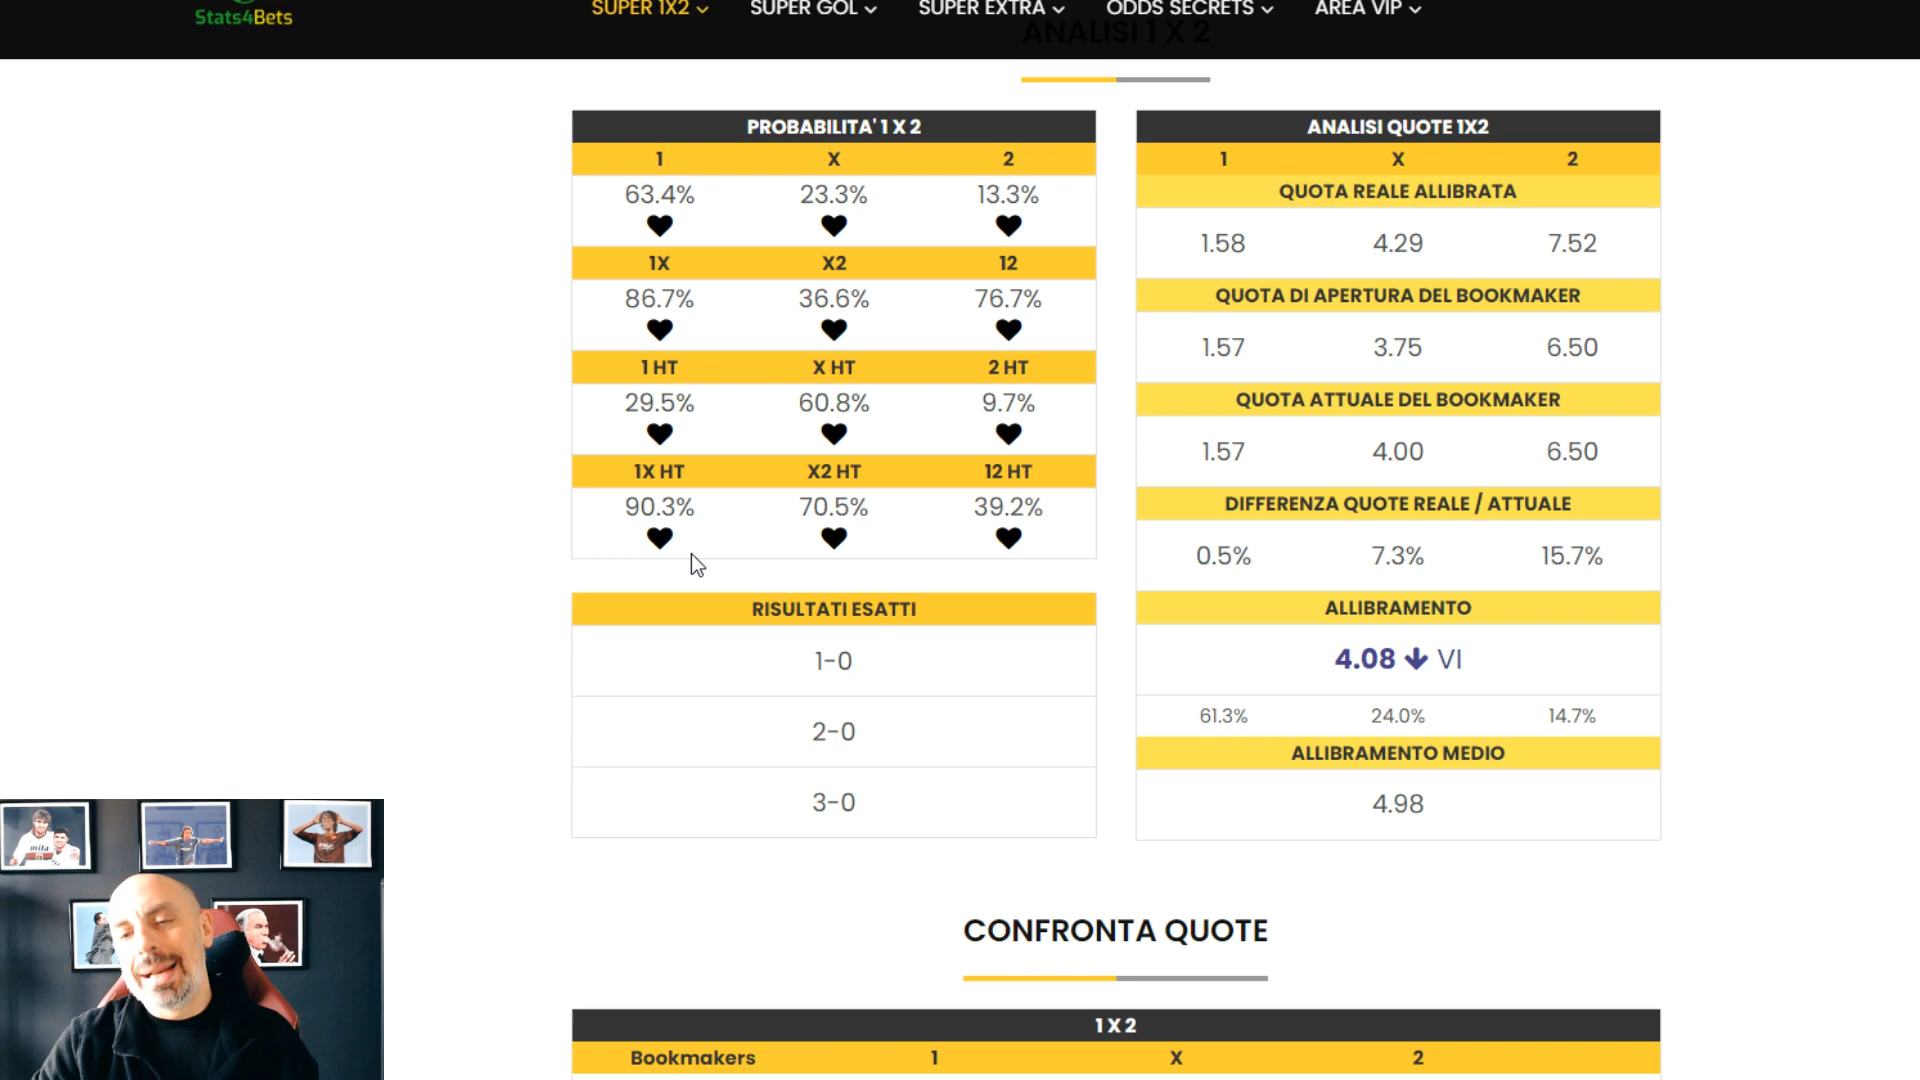 Stats4Bets
SUPER 1X2 SUPER GOL SUPER EXTRA ODDS SECRETS AREA VIP
ANALISI 1 X 2
PROBABILITA' 1 X 2
1 X 2
63.4% 23.3% 13.3%
1X X2 12
86.7% 36.6% 76.7%
1 HT X HT 2 HT
29.5% 60.8% 9.7%
1X HT X2 HT 12 HT
90.3% 70.5% 39.2%
RISULTATI ESATTI
1-0
2-0
3-0
ANALISI QUOTE 1X2
1 X 2
QUOTA REALE ALLIBRATA
1.58 4.29 7.52
QUOTA DI APERTURA DEL BOOKMAKER
1.57 3.75 6.50
QUOTA ATTUALE DEL BOOKMAKER
1.57 4.00 6.50
DIFFERENZA QUOTE REALE / ATTUALE
0.5% 7.3% 15.7%
ALLIBRAMENTO
4.08 VI
61.3% 24.0% 14.7%
ALLIBRAMENTO MEDIO
4.98
CONFRONTA QUOTE
1 X 2
Bookmakers 1 X 2